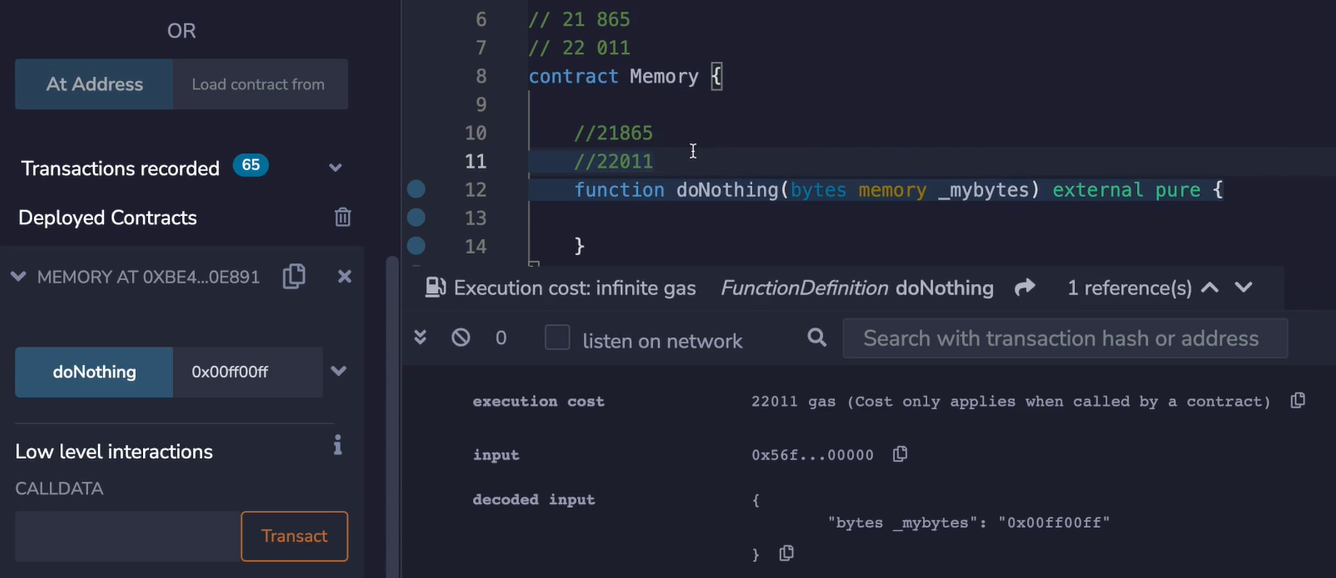 OR
At Address Load contract from
Transactions recorded 65
Deployed Contracts
MEMORY AT 0XBE4...0E891
doNothing 0x00ff00ff
Low level interactions
CALLDATA
Transact
6 // 21 865
7 // 22 011
8 contract Memory {
9
10 //21865
11 //22011
12 function doNothing(bytes memory _mybytes) external pure {
13
14 }
Execution cost: infinite gas FunctionDefinition doNothing 1 reference(s)
0 listen on network Search with transaction hash or address
execution cost 22011 gas (Cost only applies when called by a contract)
input 0x56f...00000
decoded input {
"bytes _mybytes": "0x00ff00ff"
}